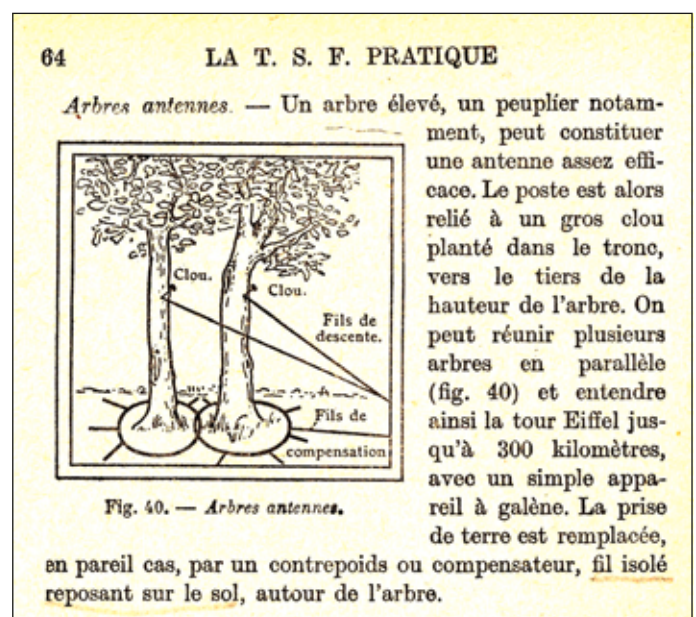 64 LA T. S. F. PRATIQUE
Arbres antennes. — Un arbre élevé, un peuplier notam-
ment, peut constituer
une antenne assez effi-
cace. Le poste est alors
relié à un gros clou
planté dans le tronc,
vers le tiers de la
hauteur de l'arbre. On
peut réunir plusieurs
arbres en parallèle
(fig. 40) et entendre
ainsi la tour Eiffel jus-
qu'à 300 kilomètres,
avec un simple appa-
reil à galène. La prise
de terre est remplacée,
en pareil cas, par un contrepoids ou compensateur, fil isolé
reposant sur le sol, autour de l'arbre.
Clou.
Clou.
Fils de
descente.
Fils de
compensation
Fig. 40. — Arbres antennes.